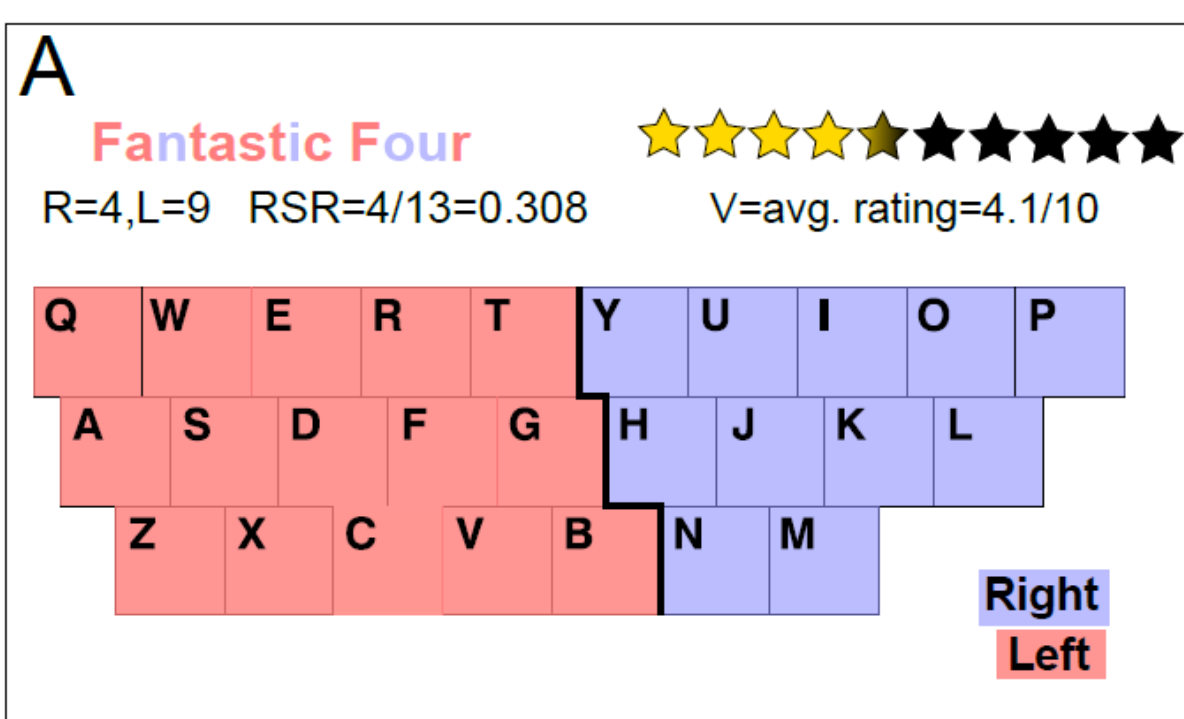 A
Fantastic Four
R=4,L=9 RSR=4/13=0.308 V=avg. rating=4.1/10
Q W E R T Y U I O P
A S D F G H J K L
Z X C V B N M
Right
Left